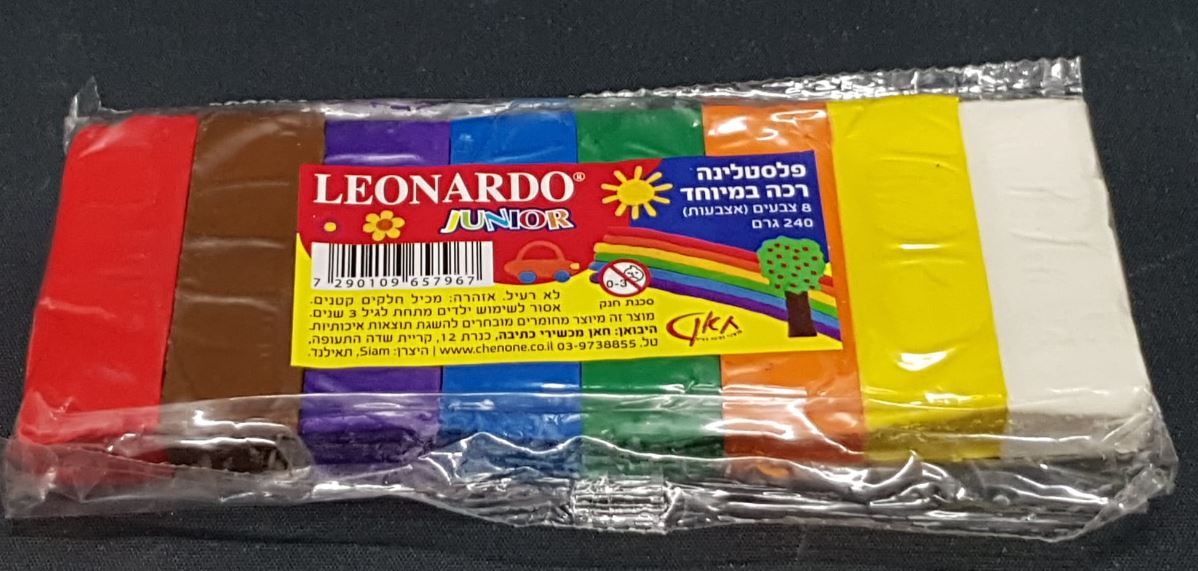 LEONARDO®
JUNIOR
פלסטלינה
רכה במיוחד
8 צבעים (אצבעות)
240 גרם
7 290109 657967
0-3
סכנת חנק
לא רעיל. אזהרה: מכיל חלקים קטנים.
אסור לשימוש ילדים מתחת לגיל 3 שנים.
מוצר זה מיוצר מחומרים מובחרים להשגת תוצאות איכותיות.
היבואן: חאן מכשירי כתיבה, כנרת 12, קריית שדה התעופה,
טל. 03-9738855 www.chenone.co.il | היצרן: Siam, תאילנד.
חאן